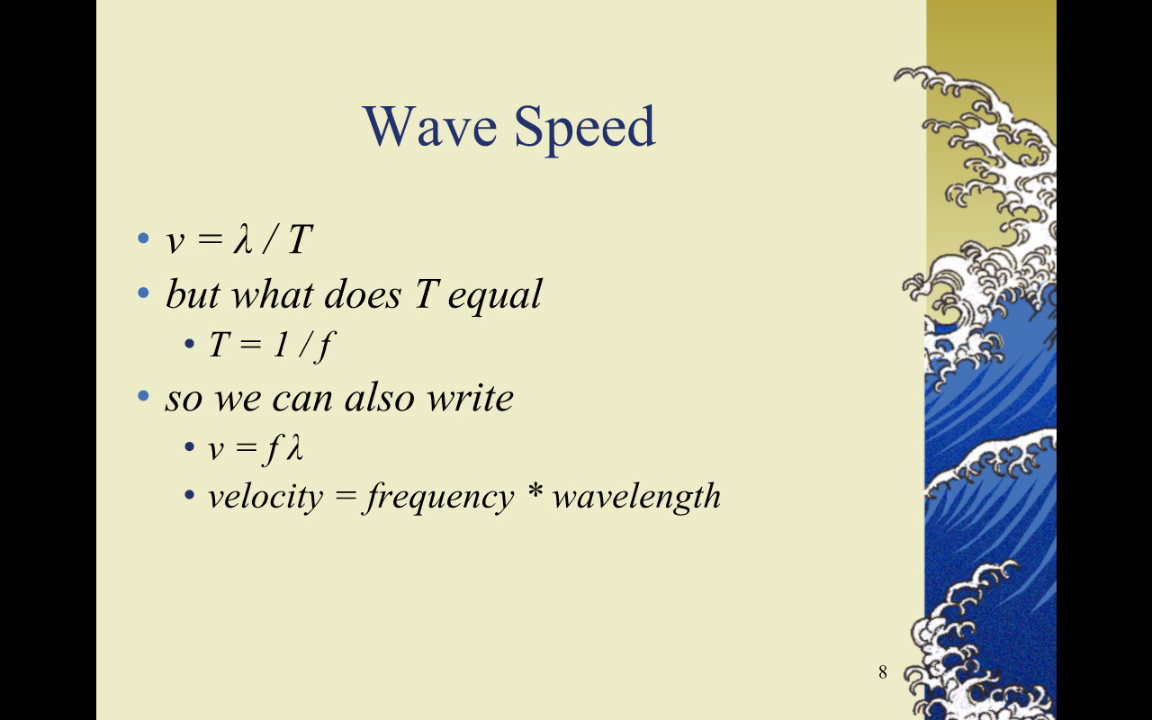 Wave Speed
• v = λ / T
• but what does T equal
• T = 1 / f
• so we can also write
• v = f λ
• velocity = frequency * wavelength
8